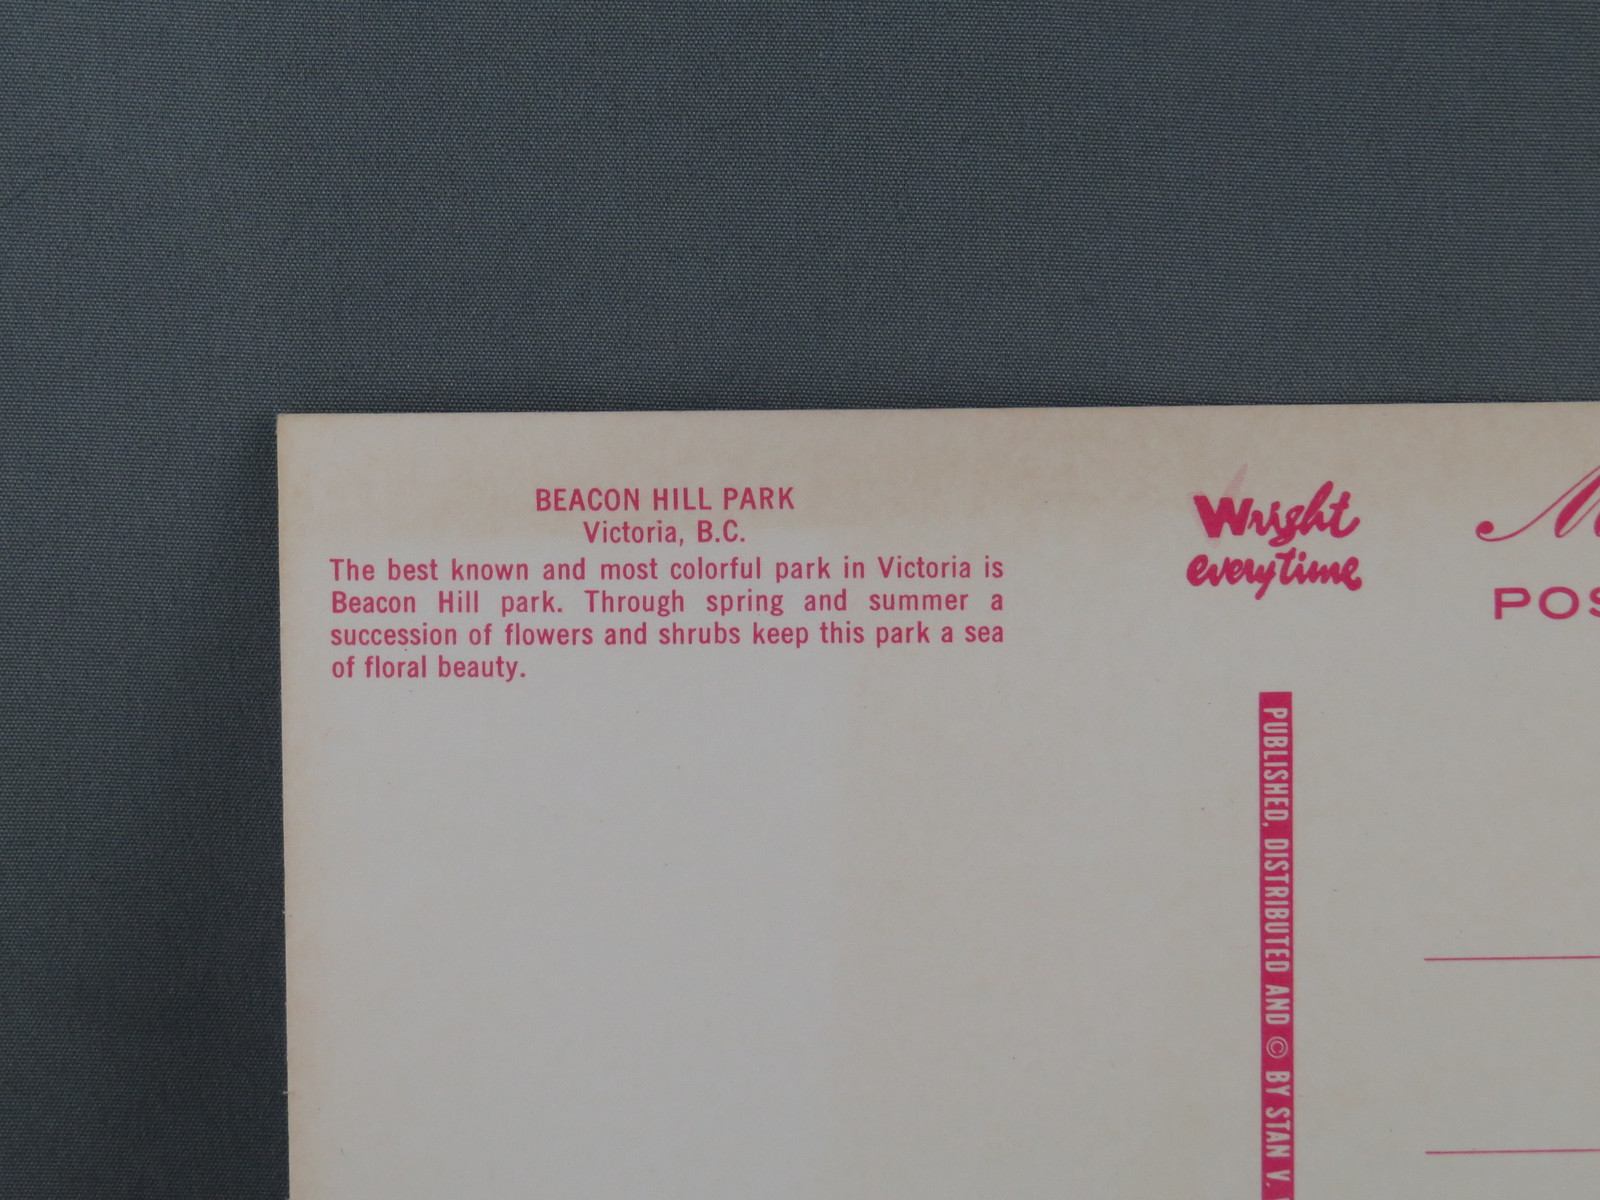 BEACON HILL PARK
Victoria, B.C.
The best known and most colorful park in Victoria is
Beacon Hill park. Through spring and summer a
succession of flowers and shrubs keep this park a sea
of floral beauty.
Wright
everytime
POS
PUBLISHED, DISTRIBUTED AND © BY STAN V.